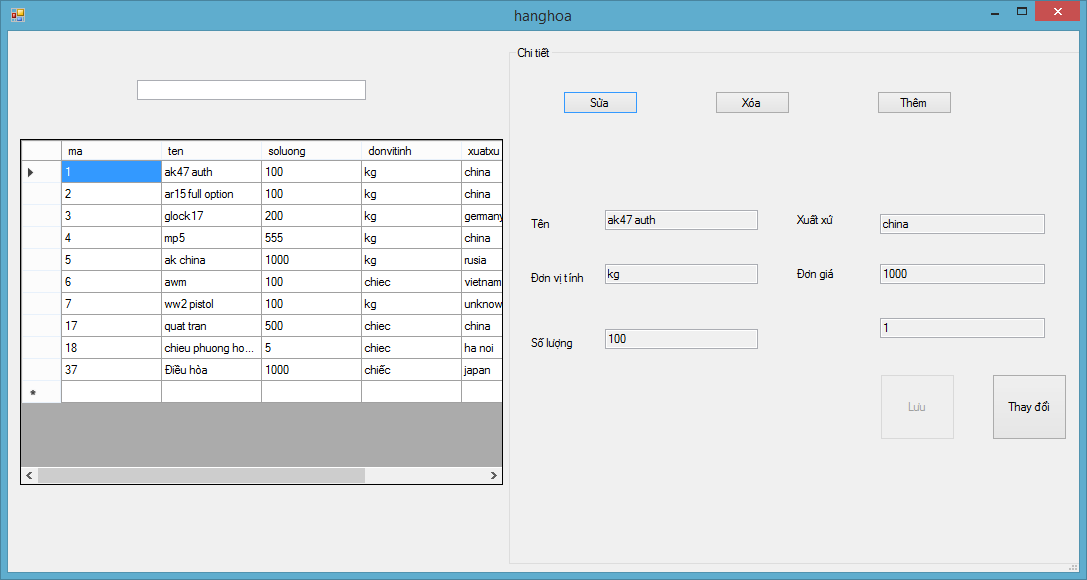 hanghoa
Chi tiết
Sửa Xóa Thêm
ma ten soluong donvitinh xuatxu
1 ak47 auth 100 kg china
2 ar15 full option 100 kg
3 glock17 200 kg germany
4 mp5 555 kg china
5 ak china 1000 kg rusia
6 awm 100 chiec vietnam
7 ww2 pistol 100 kg unknow
17 quat tran 500 chiec china
18 chieu phuong ho... 5 chiec ha noi
37 Điều hòa 1000 chiếc japan
Tên ak47 auth Xuất xứ china
Đơn vị tính kg Đơn giá 1000
Số lượng 100 1
Lưu Thay đổi